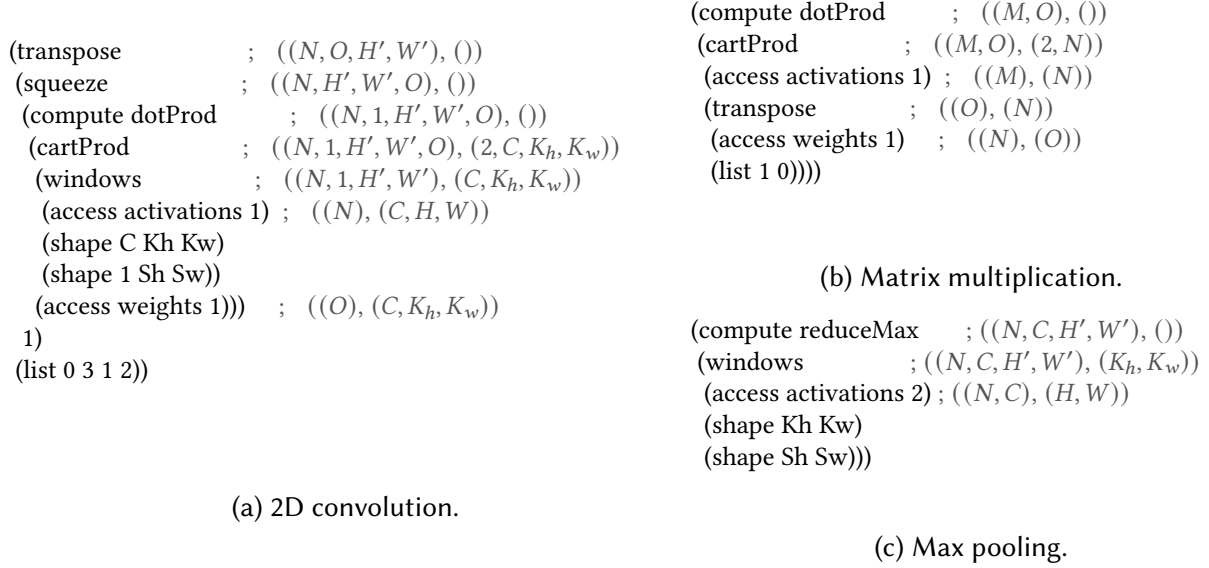 (transpose ; ((N, O, H′, W′), ())
(squeeze ; ((N, H′, W′, O), ())
(compute dotProd ; ((N, 1, H′, W′, O), ())
(cartProd ; ((N, 1, H′, W′, O), (2, C, K_h, K_w))
(windows ; ((N, 1, H′, W′), (C, K_h, K_w))
(access activations 1) ; ((N), (C, H, W))
(shape C Kh Kw)
(shape 1 Sh Sw))
(access weights 1))) ; ((O), (C, K_h, K_w))
1)
(list 0 3 1 2))
(a) 2D convolution.
(compute dotProd ; ((M, O), ())
(cartProd ; ((M, O), (2, N))
(access activations 1) ; ((M), (N))
(transpose ; ((O), (N))
(access weights 1) ; ((N), (O))
(list 1 0))))
(b) Matrix multiplication.
(compute reduceMax ; ((N, C, H′, W′), ())
(windows ; ((N, C, H′, W′), (K_h, K_w))
(access activations 2) ; ((N, C), (H, W))
(shape Kh Kw)
(shape Sh Sw)))
(c) Max pooling.